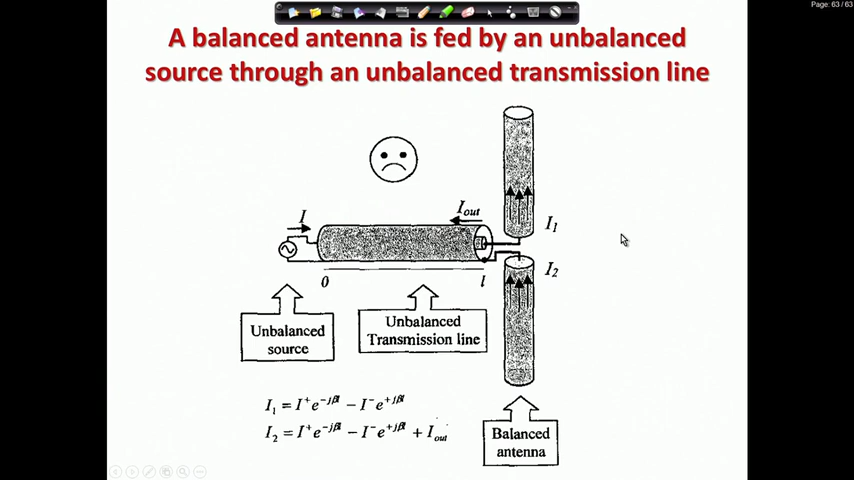 Page: 63 / 63
A balanced antenna is fed by an unbalanced
source through an unbalanced transmission line
I
I_out
I_1
I_2
0
l
Unbalanced
source
Unbalanced
Transmission line
I_1 = I^+ e^{-jβl} − I^- e^{+jβl}
I_2 = I^+ e^{-jβl} − I^- e^{+jβl} + I_out
Balanced
antenna